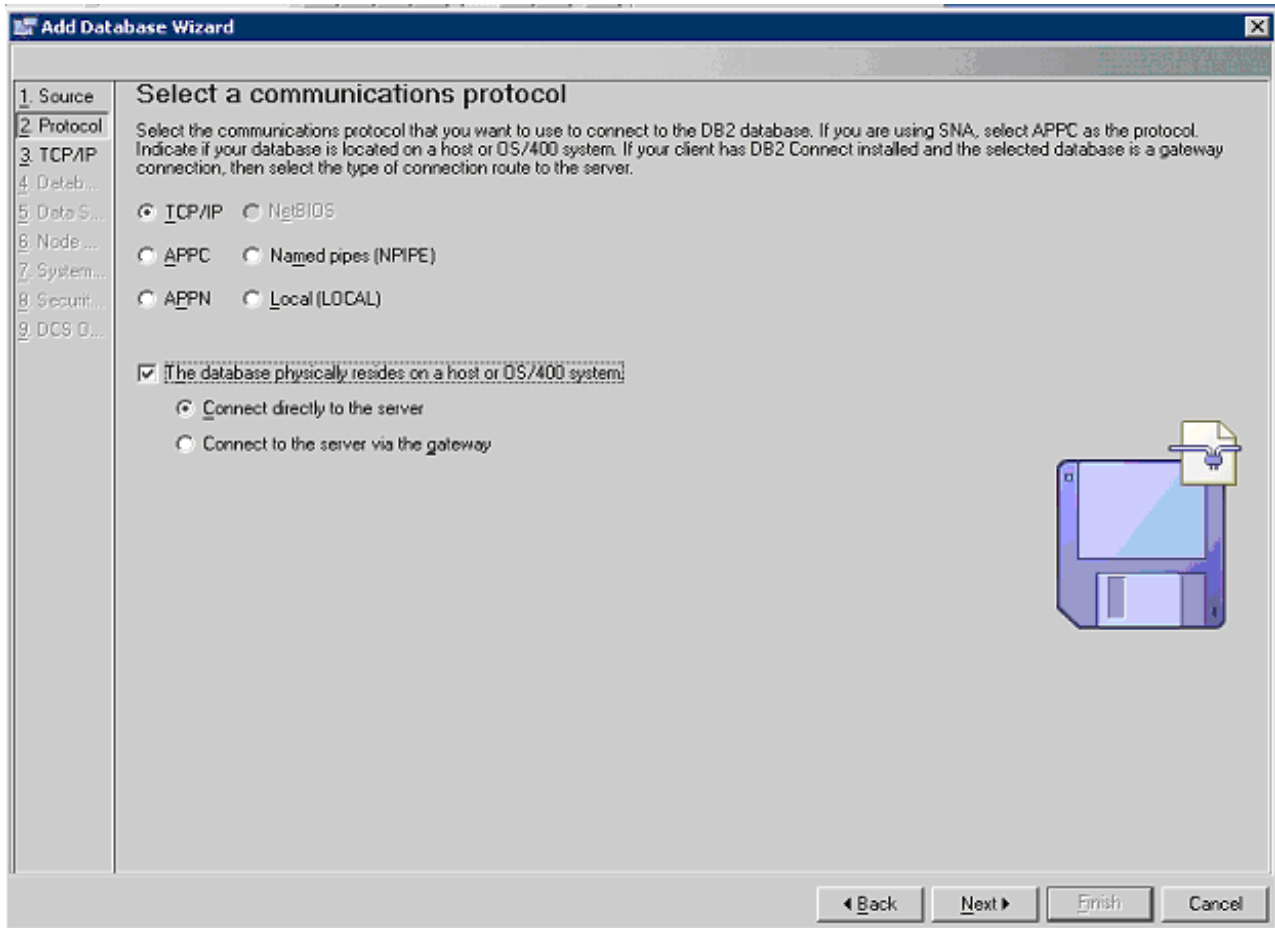 Add Database Wizard
1. Source
2. Protocol
3. TCP/IP
4. Datab...
5. Data S...
6. Node ...
7. System...
8. Securit...
9. DCS O...
Select a communications protocol
Select the communications protocol that you want to use to connect to the DB2 database. If you are using SNA, select APPC as the protocol.
Indicate if your database is located on a host or OS/400 system. If your client has DB2 Connect installed and the selected database is a gateway
connection, then select the type of connection route to the server.
TCP/IP NetBIOS
APPC Named pipes (NPIPE)
APPN Local (LOCAL)
The database physically resides on a host or OS/400 system.
Connect directly to the server
Connect to the server via the gateway
Back Next Finish Cancel